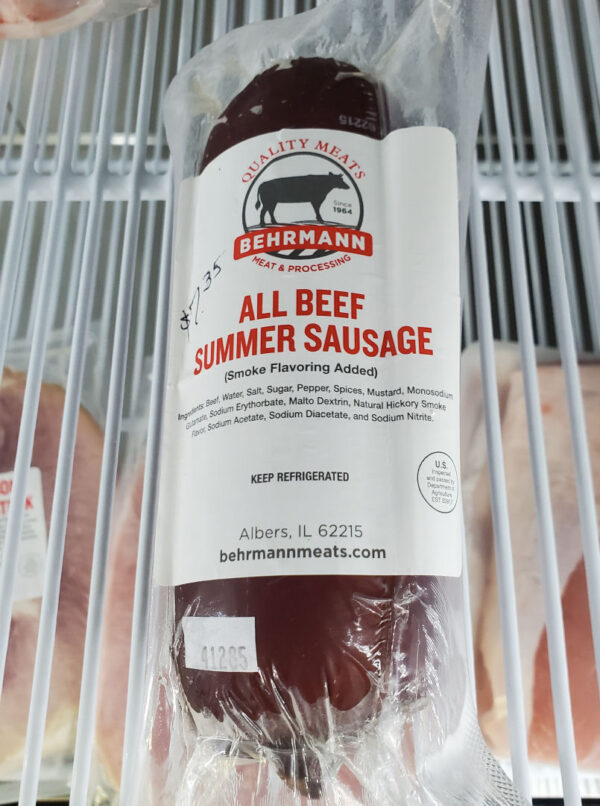 62215
QUALITY MEATS
Since
1964
BEHRMANN
MEAT & PROCESSING
$7.35
ALL BEEF
SUMMER SAUSAGE
(Smoke Flavoring Added)
Ingredients: Beef, Water, Salt, Sugar, Pepper, Spices, Mustard, Monosodium
Glutamate, Sodium Erythorbate, Malto Dextrin, Natural Hickory Smoke
Flavor, Sodium Acetate, Sodium Diacetate, and Sodium Nitrite.
KEEP REFRIGERATED
U.S.
Inspected
and passed by
Department of
Agriculture
EST
Albers, IL 62215
behrmannmeats.com
41285